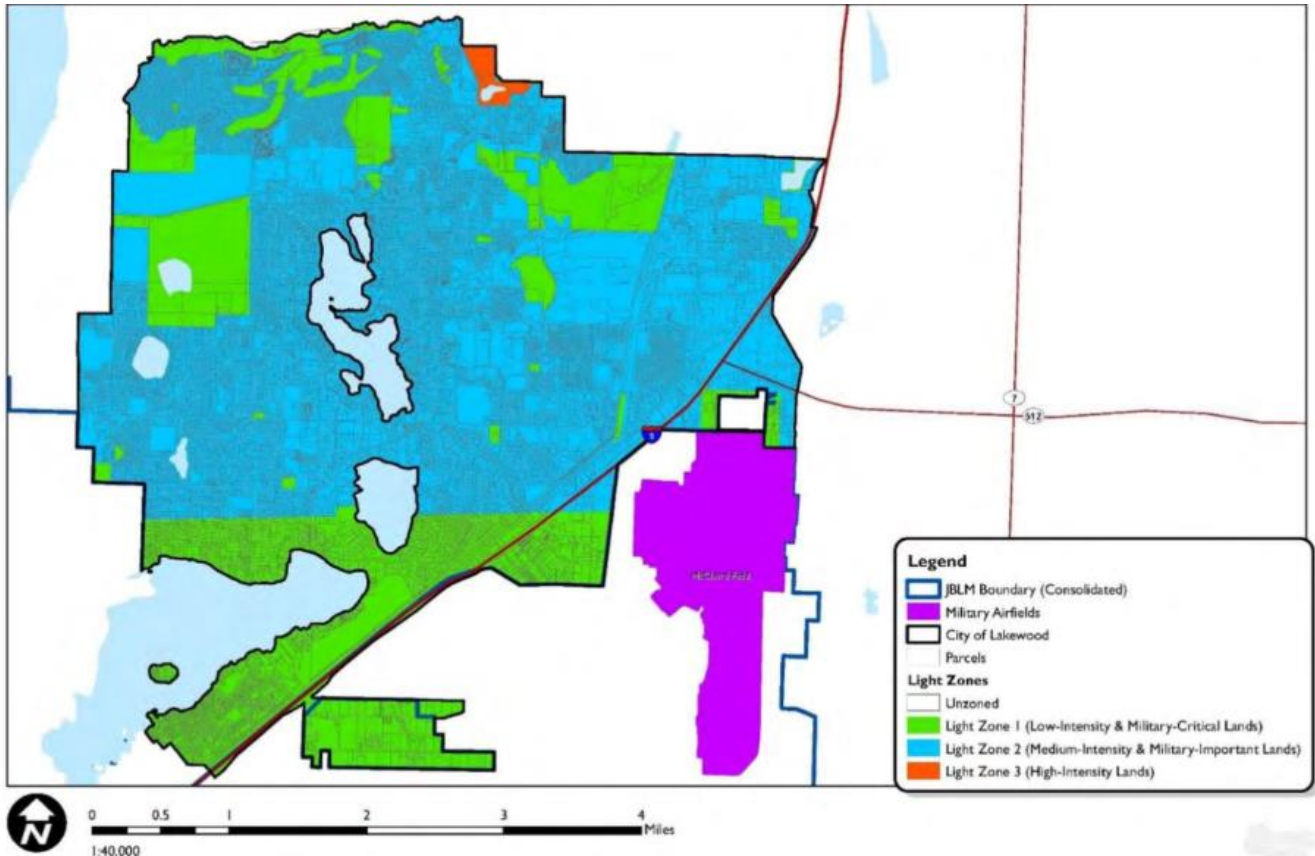 7
512
5
McChord Field
Legend
JBLM Boundary (Consolidated)
Military Airfields
City of Lakewood
Parcels
Light Zones
Unzoned
Light Zone 1 (Low-Intensity & Military-Critical Lands)
Light Zone 2 (Medium-Intensity & Military-Important Lands)
Light Zone 3 (High-Intensity Lands)
N
0 0.5 1 2 3 4 Miles
1:40,000